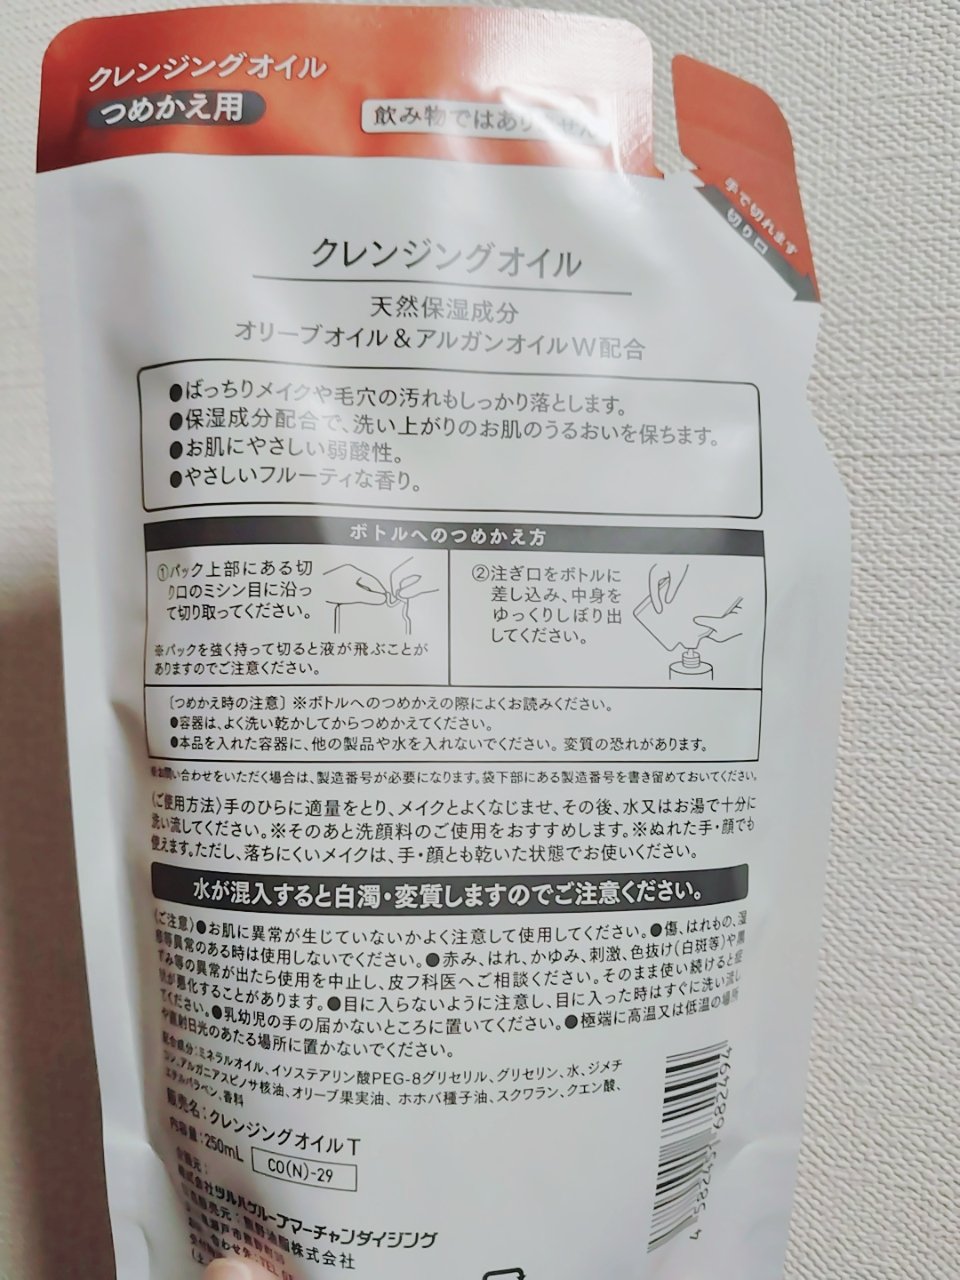 クレンジングオイル
つめかえ用
飲み物ではありません
手で切れます
切り口
クレンジングオイル
天然保湿成分
オリーブオイル&アルガンオイルW配合
●ばっちりメイクや毛穴の汚れもしっかり落とします。
●保湿成分配合で、洗い上がりのお肌のうるおいを保ちます。
●お肌にやさしい弱酸性。
●やさしいフルーティな香り。
ボトルへのつめかえ方
①パック上部にある切
り口のミシン目に沿っ
て切り取ってください。
※パックを強く持って切ると液が飛ぶことが
ありますのでご注意ください。
②注ぎ口をボトルに
差し込み、中身を
ゆっくりしぼり出
してください。
〔つめかえ時の注意〕※ボトルへのつめかえの際によくお読みください。
●容器は、よく洗い乾かしてからつめかえてください。
●本品を入れた容器に、他の製品や水を入れないでください。変質の恐れがあります。
※お問い合わせをいただく場合は、製造番号が必要になります。袋下部にある製造番号を書き留めておいてください。
〈ご使用方法〉手のひらに適量をとり、メイクとよくなじませ、その後、水又はお湯で十分に
洗い流してください。※そのあと洗顔料のご使用をおすすめします。※ぬれた手・顔でも
使えます。ただし、落ちにくいメイクは、手・顔とも乾いた状態でお使いください。
水が混入すると白濁・変質しますのでご注意ください。
〈ご注意〉●お肌に異常が生じていないかよく注意して使用してください。●傷、はれもの、湿
疹等異常のある時は使用しないでください。●赤み、はれ、かゆみ、刺激、色抜け(白斑等)や黒
ずみ等の異常が出たら使用を中止し、皮フ科医へご相談ください。そのまま使い続けると症
状が悪化することがあります。●目に入らないように注意し、目に入った時はすぐに洗い流し
てください。●乳幼児の手の届かないところに置いてください。●極端に高温又は低温の場所
や直射日光のあたる場所に置かないでください。
配合成分:ミネラルオイル、イソステアリン酸PEG-8グリセリル、グリセリン、水、ジメチ
コン、アルガニアスピノサ核油、オリーブ果実油、ホホバ種子油、スクワラン、クエン酸、
エチルパラベン、香料
販売名:クレンジングオイルT
内容量:250mL CO(N)-29
企画元:
株式会社ツルハグループマーチャンダイジング
製造販売元:熊野油脂株式会社